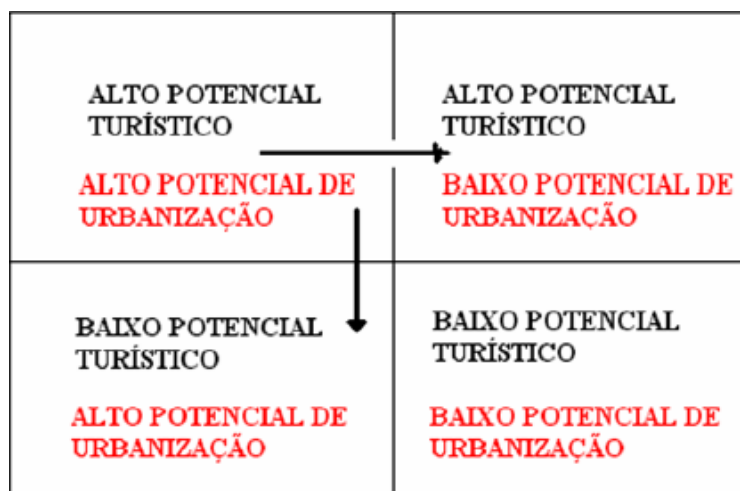 ALTO POTENCIAL
TURÍSTICO
ALTO POTENCIAL DE
URBANIZAÇÃO
ALTO POTENCIAL
TURÍSTICO
BAIXO POTENCIAL DE
URBANIZAÇÃO
BAIXO POTENCIAL
TURÍSTICO
ALTO POTENCIAL DE
URBANIZAÇÃO
BAIXO POTENCIAL
TURÍSTICO
BAIXO POTENCIAL DE
URBANIZAÇÃO